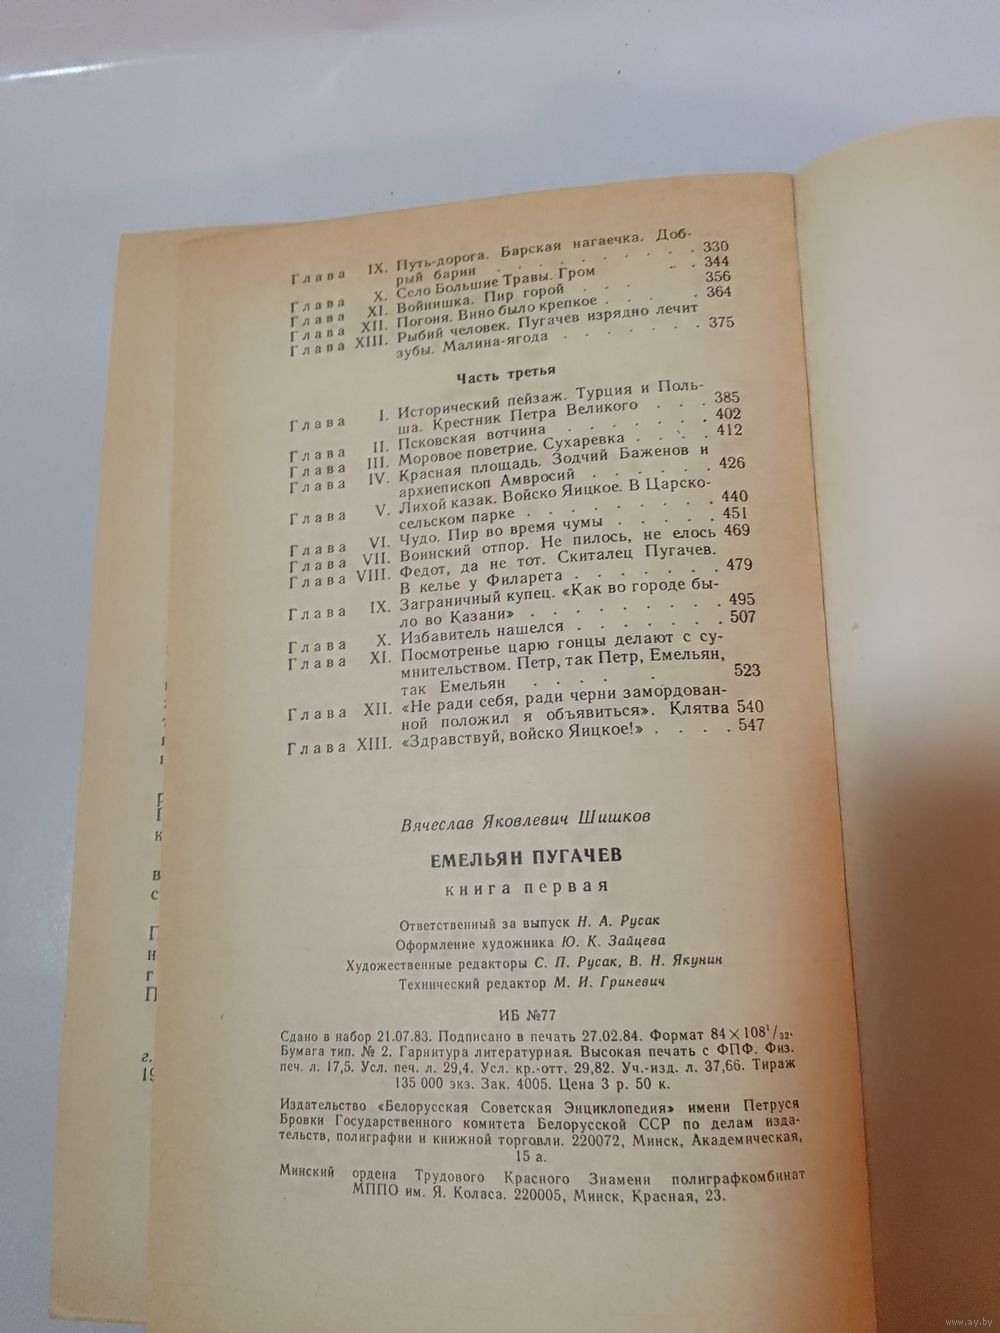 Глава IX. Путь-дорога. Барская нагаечка. Доб-
рый барин . . . . . . . . . 330
Глава X. Село Большие Травы. Гром . . 344
Глава XI. Войнишка. Пир горой . . . 356
Глава XII. Погоня. Вино было крепкое . . . . 364
Глава XIII. Рыбий человек. Пугачев изрядно лечит
зубы. Малина-ягода . . . . . . 375
Часть третья
Глава I. Исторический пейзаж. Турция и Поль-
ша. Крестник Петра Великого . . . 385
Глава II. Псковская вотчина . . . . . . . 402
Глава III. Моровое поветрие. Сухаревка . . . . 412
Глава IV. Красная площадь. Зодчий Баженов и
архиепископ Амвросий . . . . . . 426
Глава V. Лихой казак. Войско Яицкое. В Царско-
сельском парке . . . . . . . . . 440
Глава VI. Чудо. Пир во время чумы . . . . . 451
Глава VII. Воинский отпор. Не пилось, не елось 469
Глава VIII. Федот, да не тот. Скиталец Пугачев.
В келье у Филарета . . . . . . . 479
Глава IX. Заграничный купец. «Как во городе бы-
ло во Казани» . . . . . . . . . 495
Глава X. Избавитель нашелся . . . . . . . 507
Глава XI. Посмотренье царю гонцы делают с су-
мнительством. Петр, так Петр, Емельян,
так Емельян . . . . . . 523
Глава XII. «Не ради себя, ради черни замордован-
ной положил я объявиться». Клятва 540
Глава XIII. «Здравствуй, войско Яицкое!» . . . . 547
Вячеслав Яковлевич Шишков
ЕМЕЛЬЯН ПУГАЧЕВ
книга первая
Ответственный за выпуск Н. А. Русак
Оформление художника Ю. К. Зайцева
Художественные редакторы С. П. Русак, В. Н. Якунин
Технический редактор М. И. Гриневич
ИБ №77
Сдано в набор 21.07.83. Подписано в печать 27.02.84. Формат 84×108¹/₃₂.
Бумага тип. № 2. Гарнитура литературная. Высокая печать с ФПФ. Физ.
печ. л. 17,5. Усл. печ. л. 29,4. Усл. кр.-отт. 29,82. Уч.-изд. л. 37,66. Тираж
135 000 экз. Зак. 4005. Цена 3 р. 50 к.
Издательство «Белорусская Советская Энциклопедия» имени Петруся
Бровки Государственного комитета Белорусской ССР по делам изда-
тельств, полиграфии и книжной торговли. 220072, Минск, Академическая,
15 а.
Минский ордена Трудового Красного Знамени полиграфкомбинат
МППО им. Я. Коласа. 220005, Минск, Красная, 23.
www.ay.by